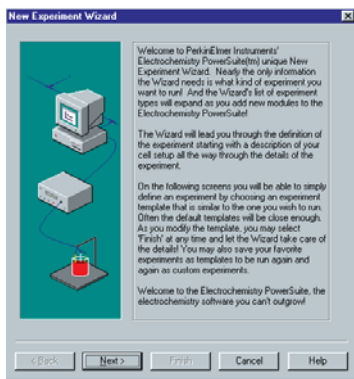 New Experiment Wizard
Welcome to PerkinElmer Instruments'
Electrochemistry PowerSuite(tm) unique New
Experiment Wizard. Nearly the only information
the Wizard needs is what kind of experiment you
want to run! And the Wizard's list of experiment
types will expand as you add new modules to the
Electrochemistry PowerSuite!
The Wizard will lead you through the definition of
the experiment starting with a description of your
cell setup all the way through the details of the
experiment.
On the following screens you will be able to simply
define an experiment by choosing an experiment
template that is similar to the one you wish to run.
Often the default templates will be close enough.
As you modify the template, you may select
'Finish' at any time and let the Wizard take care of
the details! You may also save your favorite
experiments as templates to be run again and
again as custom experiments.
Welcome to the Electrochemistry PowerSuite, the
electrochemistry software you can't outgrow!
< Back Next > Finish Cancel Help